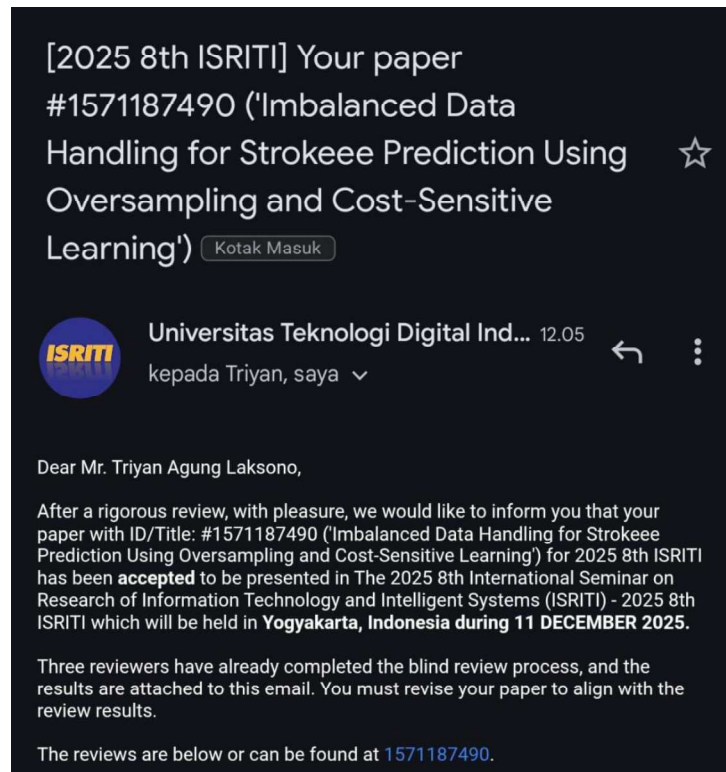 [2025 8th ISRITI] Your paper
#1571187490 ('Imbalanced Data
Handling for Strokeee Prediction Using
Oversampling and Cost-Sensitive
Learning') Kotak Masuk
ISRITI
Universitas Teknologi Digital Ind... 12.05
kepada Triyan, saya
Dear Mr. Triyan Agung Laksono,
After a rigorous review, with pleasure, we would like to inform you that your
paper with ID/Title: #1571187490 ('Imbalanced Data Handling for Strokeee
Prediction Using Oversampling and Cost-Sensitive Learning') for 2025 8th ISRITI
has been accepted to be presented in The 2025 8th International Seminar on
Research of Information Technology and Intelligent Systems (ISRITI) - 2025 8th
ISRITI which will be held in Yogyakarta, Indonesia during 11 DECEMBER 2025.
Three reviewers have already completed the blind review process, and the
results are attached to this email. You must revise your paper to align with the
review results.
The reviews are below or can be found at 1571187490.